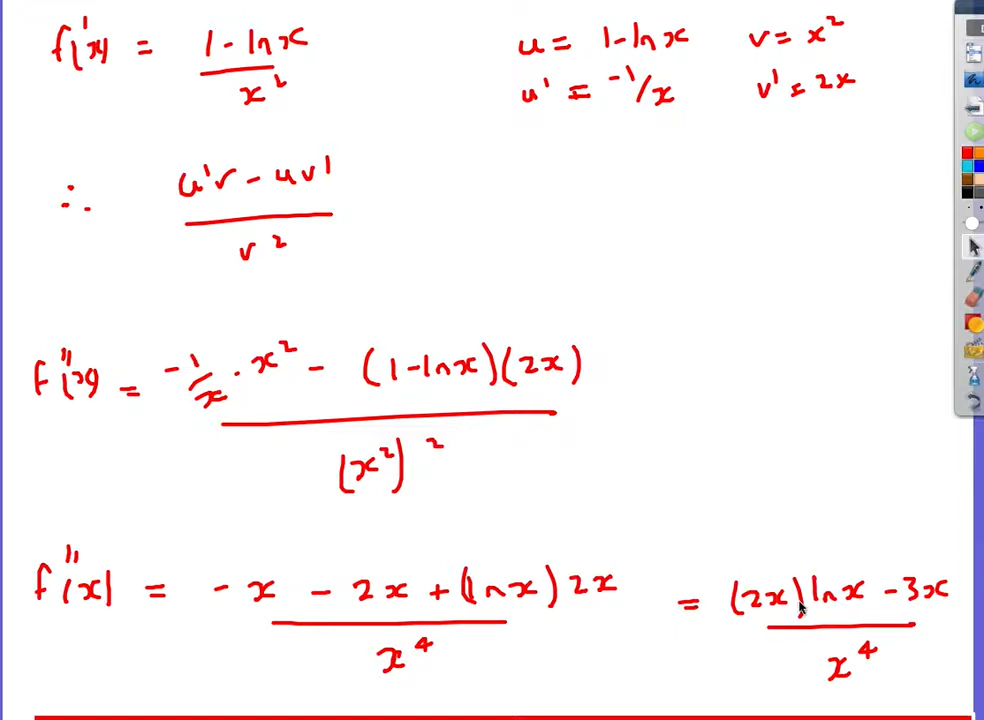 f'(x) = (1 - ln x)/x² u = 1 - ln x v = x²
u' = -1/x v' = 2x
∴ (u'v - uv')/v²
f''(x) = (-1/x · x² - (1 - ln x)(2x))/(x²)²
f''(x) = (-x - 2x + (ln x) 2x)/x⁴ = ((2x) ln x - 3x)/x⁴